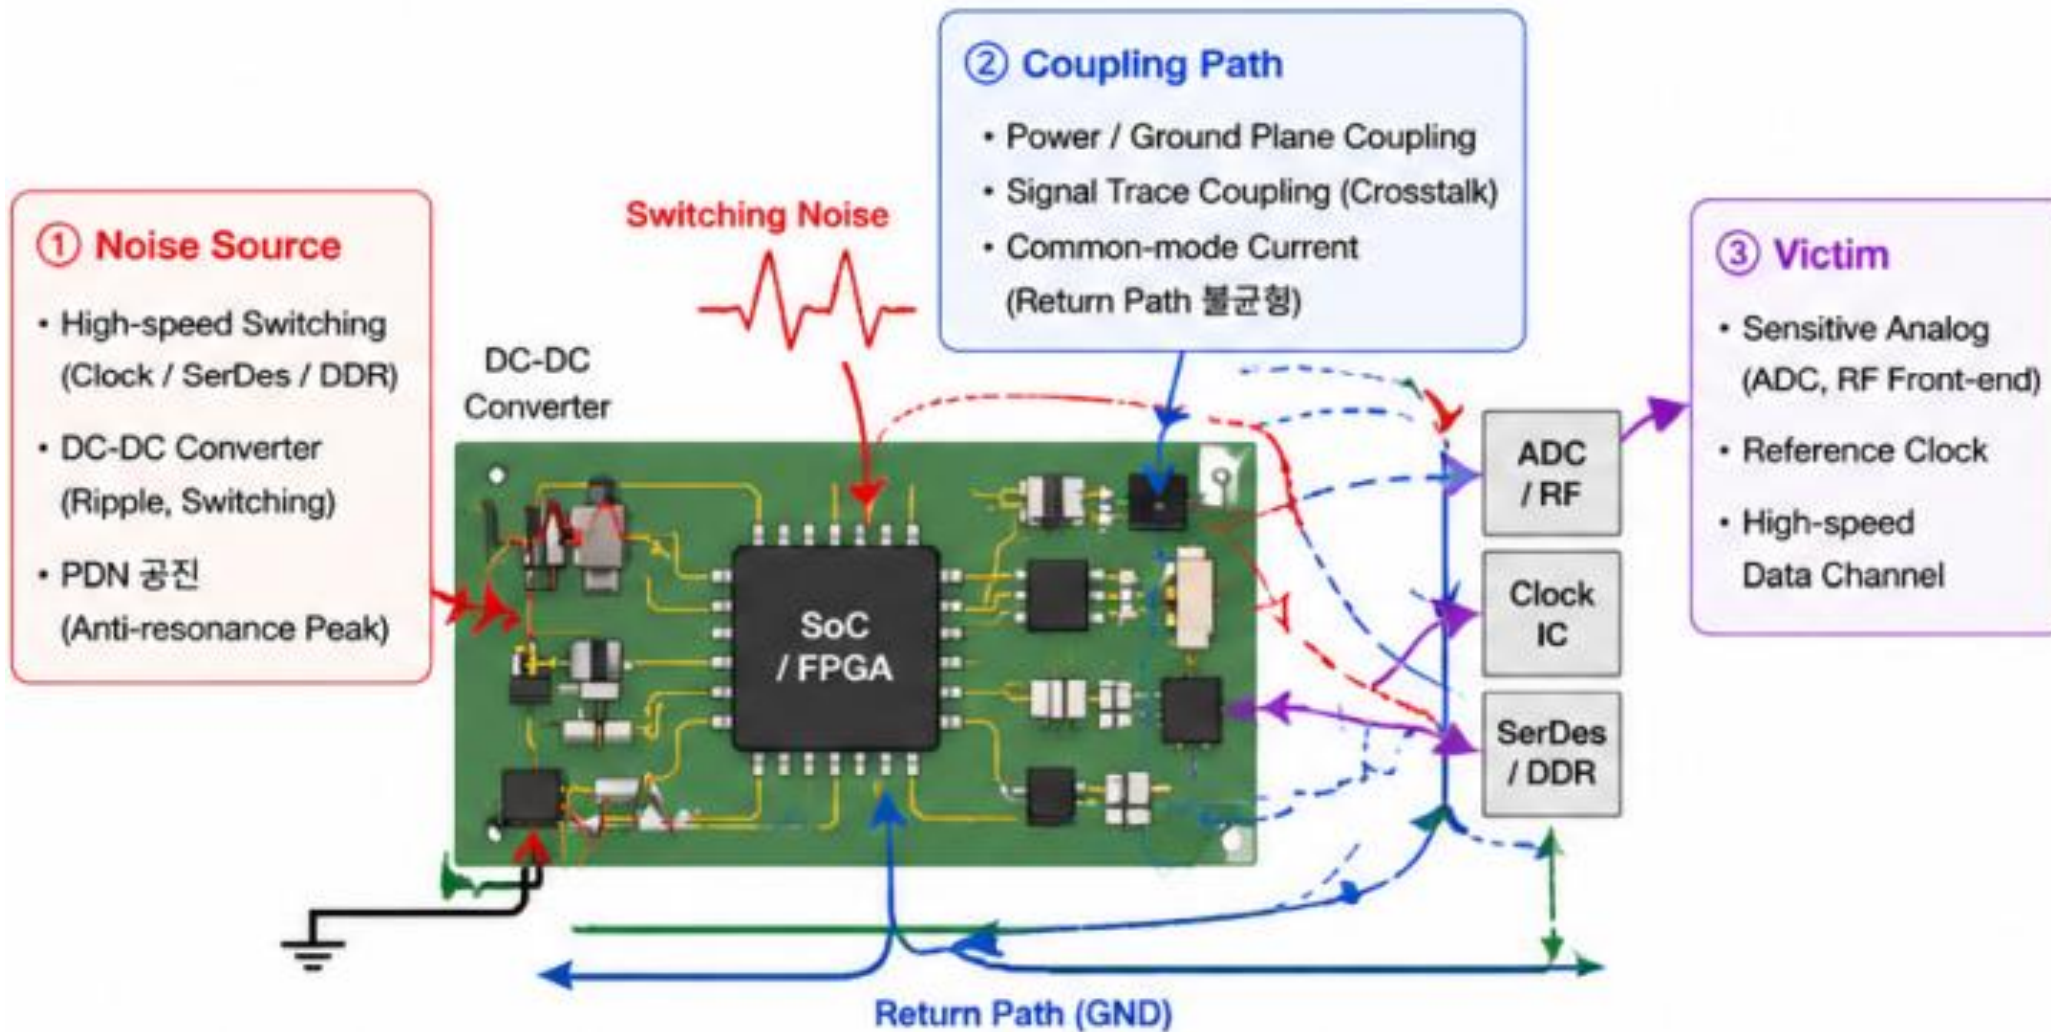 ① Noise Source
• High-speed Switching
(Clock / SerDes / DDR)
• DC-DC Converter
(Ripple, Switching)
• PDN 공진
(Anti-resonance Peak)
Switching Noise
DC-DC
Converter
② Coupling Path
• Power / Ground Plane Coupling
• Signal Trace Coupling (Crosstalk)
• Common-mode Current
(Return Path 불균형)
SoC
/ FPGA
ADC
/ RF
Clock
IC
SerDes
/ DDR
③ Victim
• Sensitive Analog
(ADC, RF Front-end)
• Reference Clock
• High-speed
Data Channel
Return Path (GND)